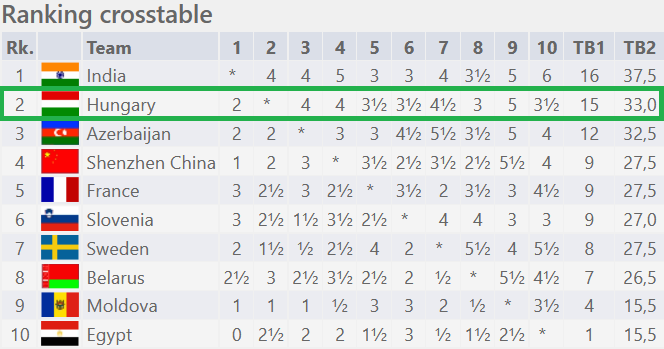 Ranking crosstable
Rk. Team 1 2 3 4 5 6 7 8 9 10 TB1 TB2
1 India * 4 4 5 3 3 4 3½ 5 6 16 37,5
2 Hungary 2 * 4 4 3½ 3½ 4½ 3 5 3½ 15 33,0
3 Azerbaijan 2 2 * 3 3 4½ 5½ 3½ 5 4 12 32,5
4 Shenzhen China 1 2 3 * 3½ 2½ 3½ 2½ 5½ 4 9 27,5
5 France 3 2½ 3 2½ * 3½ 2 3½ 3 4½ 9 27,5
6 Slovenia 3 2½ 1½ 3½ 2½ * 4 4 3 3 9 27,0
7 Sweden 2 1½ ½ 2½ 4 2 * 5½ 4 5½ 8 27,5
8 Belarus 2½ 3 2½ 3½ 2½ 2 ½ * 5½ 4½ 7 26,5
9 Moldova 1 1 1 ½ 3 3 2 ½ * 3½ 4 15,5
10 Egypt 0 2½ 2 2 1½ 3 ½ 1½ 2½ * 1 15,5